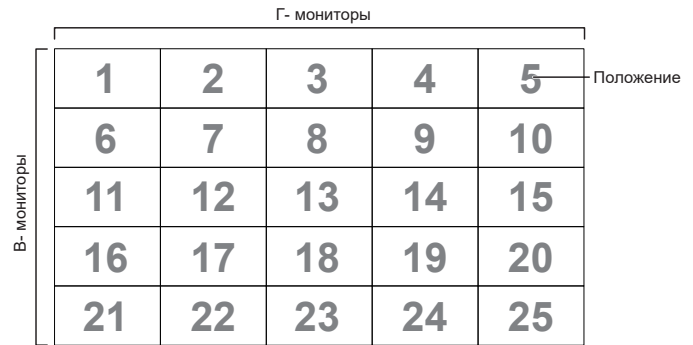 Г- мониторы
1 2 3 4 5
Положение
6 7 8 9 10
В- мониторы
11 12 13 14 15
16 17 18 19 20
21 22 23 24 25